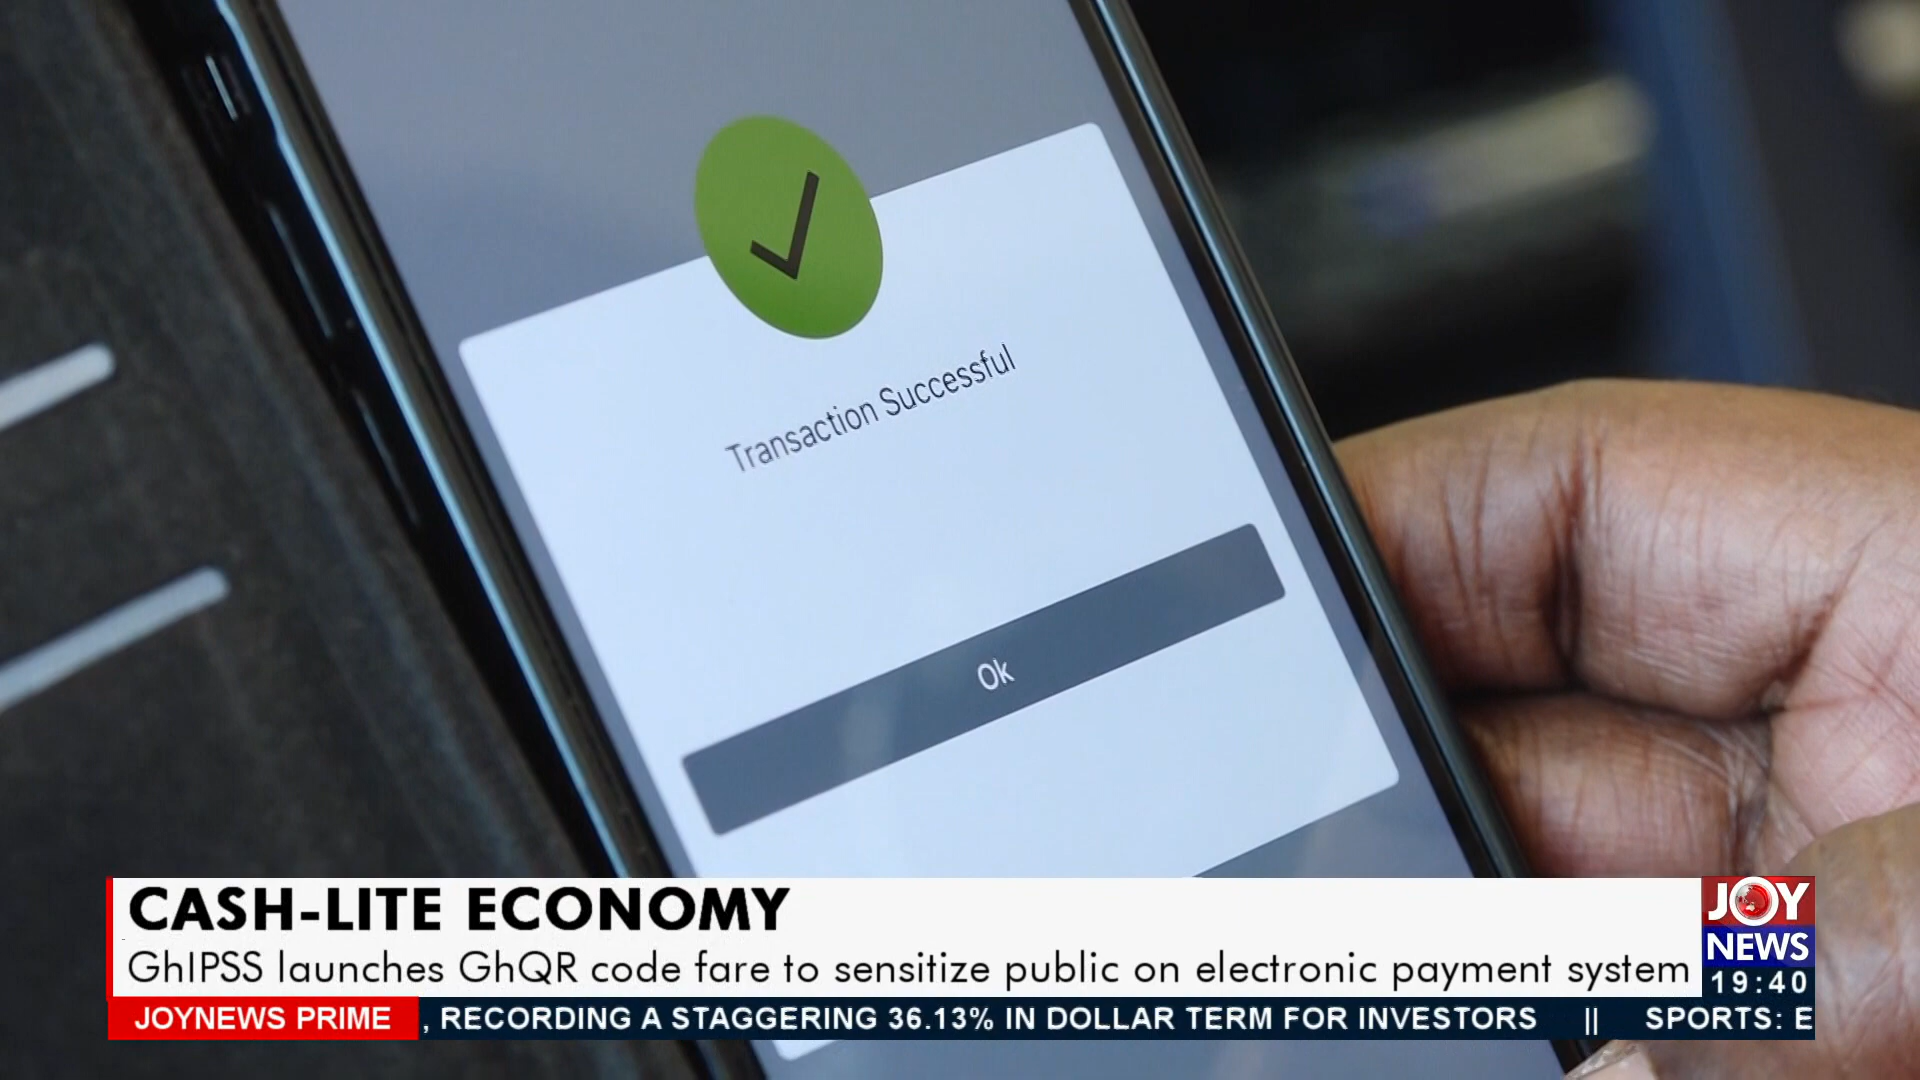 Transaction Successful
Ok
CASH-LITE ECONOMY
GhIPSS launches GhQR code fare to sensitize public on electronic payment system
JOY
NEWS
19:40
JOYNEWS PRIME
, RECORDING A STAGGERING 36.13% IN DOLLAR TERM FOR INVESTORS || SPORTS: E